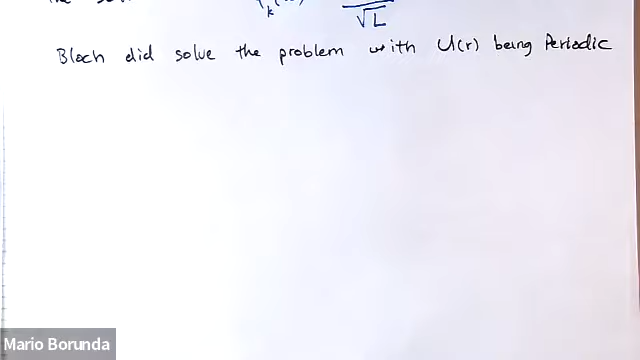 k √L
Bloch did solve the problem with U(r) being Periodic
Mario Borunda